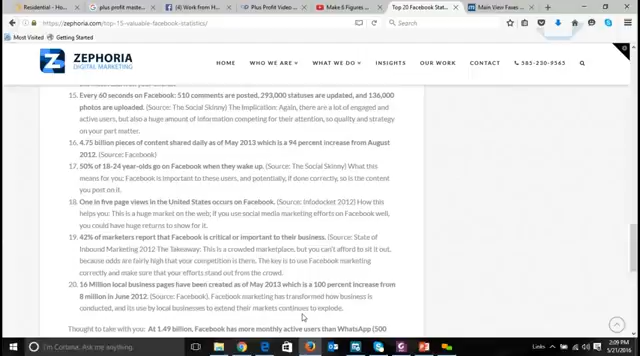 Residential – Hom
plus profit maste
Work from H
Plus Profit Video
Make 6 Figures
Top 20 Facebook Stat
Main View Faxes
https://zephoria.com/top-15-valuable-facebook-statistics/
Search
Most Visited Getting Started
ZEPHORIA
DIGITAL MARKETING
HOME WHO WE ARE WHAT WE DO INSIGHTS OUR WORK CONTACT 585-230-9565
15. Every 60 seconds on Facebook: 510 comments are posted, 293,000 statuses are updated, and 136,000
photos are uploaded. (Source: The Social Skinny) The Implication: Again, there are a lot of engaged and
active users, but also a huge amount of information competing for their attention, so quality and strategy
on your part matter.
16. 4.75 billion pieces of content shared daily as of May 2013 which is a 94 percent increase from August
2012. (Source: Facebook)
17. 50% of 18-24 year-olds go on Facebook when they wake up. (Source: The Social Skinny) What this
means for you: Facebook is important to these users, and potentially, if done correctly, so is the content
you post on it.
18. One in five page views in the United States occurs on Facebook. (Source: Infodocket 2012) How this
helps you: This is a huge market on the web; if you use social media marketing efforts on Facebook well,
you could have huge returns to show for it.
19. 42% of marketers report that Facebook is critical or important to their business. (Source: State of
Inbound Marketing 2012 The Takeaway: This is a crowded marketplace, but you can't afford to sit it out,
because odds are fairly high that your competition is there. The key is to use Facebook marketing
correctly and make sure that your efforts stand out from the crowd.
20. 16 Million local business pages have been created as of May 2013 which is a 100 percent increase from
8 million in June 2012. (Source: Facebook). Facebook marketing has transformed how business is
conducted, and its use by local businesses to extend their markets continues to explode.
Thought to take with you: At 1.49 billion, Facebook has more monthly active users than WhatsApp (500
I'm Cortana. Ask me anything.
Links
2:09 PM
5/21/2016